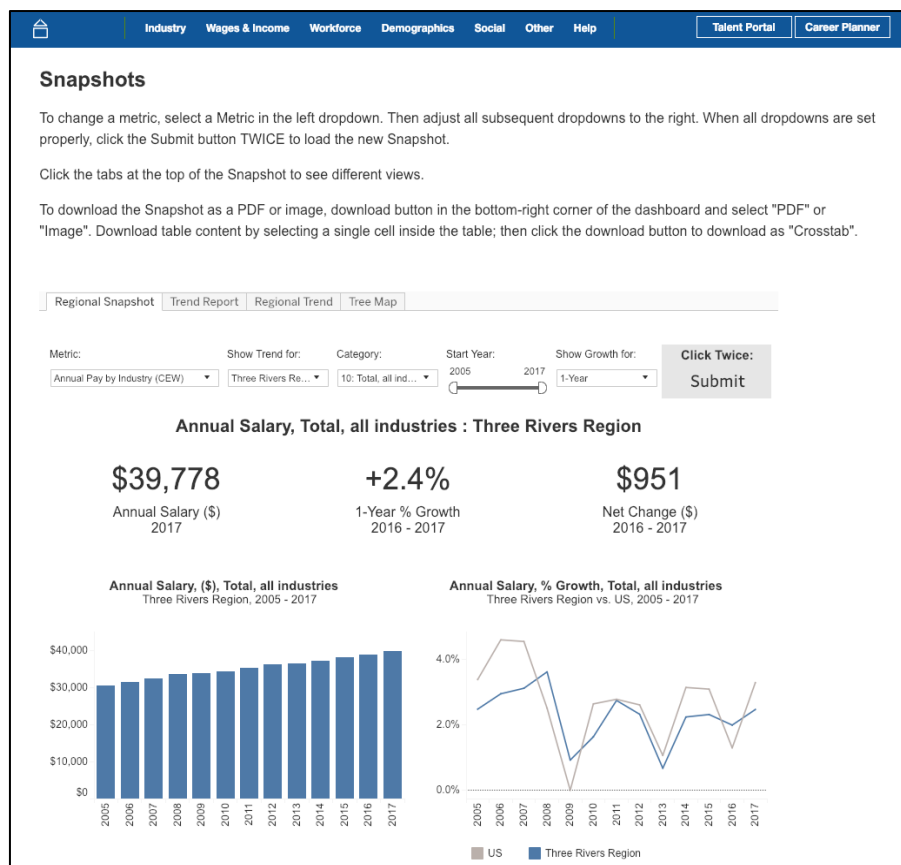 Industry Wages & Income Workforce Demographics Social Other Help Talent Portal Career Planner
Snapshots
To change a metric, select a Metric in the left dropdown. Then adjust all subsequent dropdowns to the right. When all dropdowns are set
properly, click the Submit button TWICE to load the new Snapshot.
Click the tabs at the top of the Snapshot to see different views.
To download the Snapshot as a PDF or image, download button in the bottom-right corner of the dashboard and select "PDF" or
"Image". Download table content by selecting a single cell inside the table; then click the download button to download as "Crosstab".
Regional Snapshot Trend Report Regional Trend Tree Map
Metric: Show Trend for: Category: Start Year: Show Growth for: Click Twice:
2005 2017
Annual Pay by Industry (CEW) Three Rivers Re... 10: Total, all ind... 1-Year Submit
Annual Salary, Total, all industries : Three Rivers Region
$39,778 +2.4% $951
Annual Salary ($) 1-Year % Growth Net Change ($)
2017 2016 - 2017 2016 - 2017
Annual Salary, ($), Total, all industries
Three Rivers Region, 2005 - 2017
$40,000
$30,000
$20,000
$10,000
$0
2005 2006 2007 2008 2009 2010 2011 2012 2013 2014 2015 2016 2017
Annual Salary, % Growth, Total, all industries
Three Rivers Region vs. US, 2005 - 2017
4.0%
2.0%
0.0%
2005 2006 2007 2008 2009 2010 2011 2012 2013 2014 2015 2016 2017
US Three Rivers Region